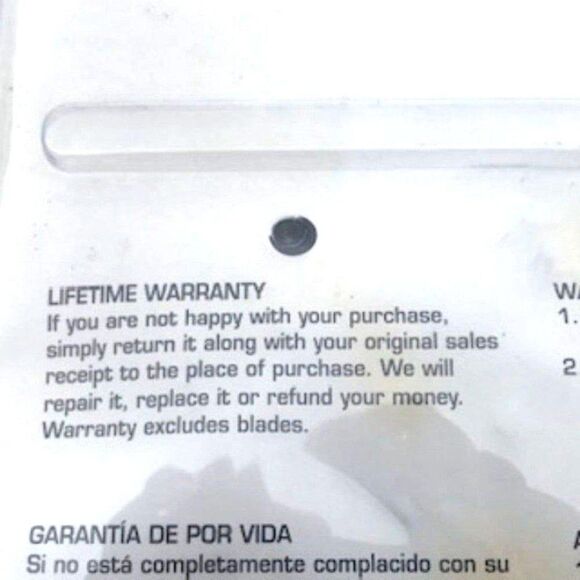 LIFETIME WARRANTY
If you are not happy with your purchase,
simply return it along with your original sales
receipt to the place of purchase. We will
repair it, replace it or refund your money.
Warranty excludes blades.
GARANTÍA DE POR VIDA
Si no está completamente complacido con su
1.
2